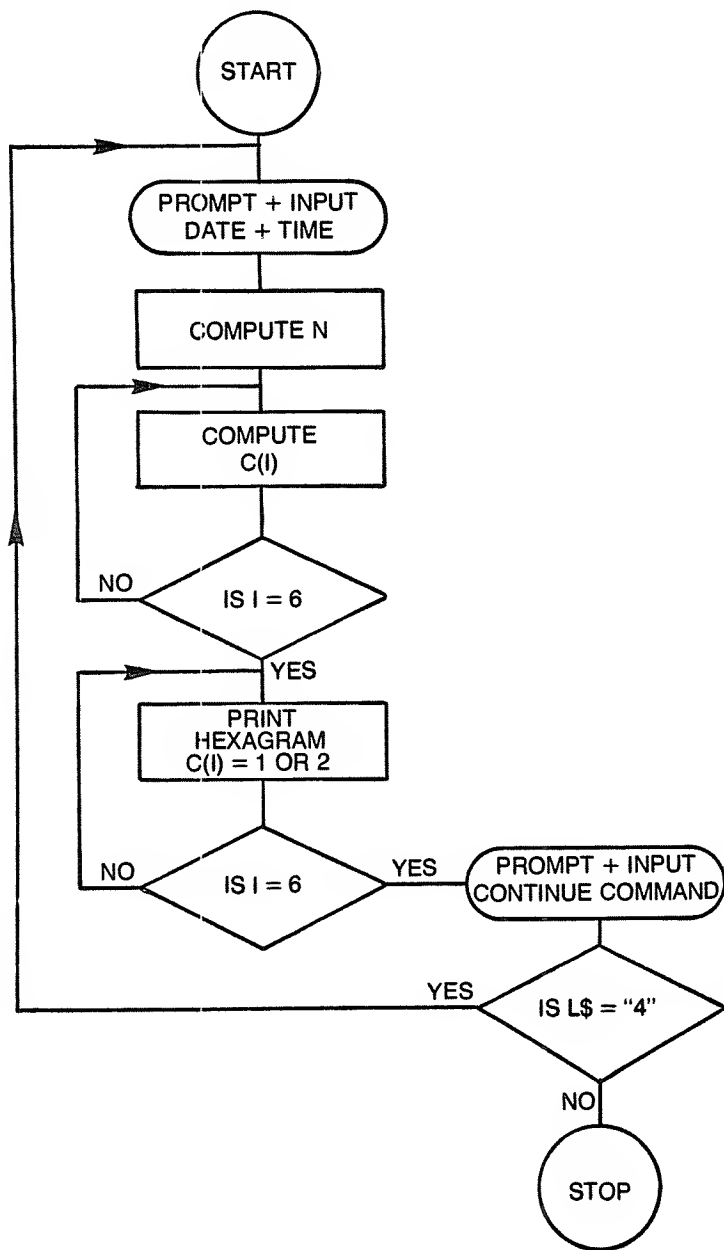 START
PROMPT + INPUT
DATE + TIME
COMPUTE N
COMPUTE
C(I)
NO
IS I = 6
YES
PRINT
HEXAGRAM
C(I) = 1 OR 2
NO
IS I = 6
YES
PROMPT + INPUT
CONTINUE COMMAND
YES
IS L$ = "4"
NO
STOP